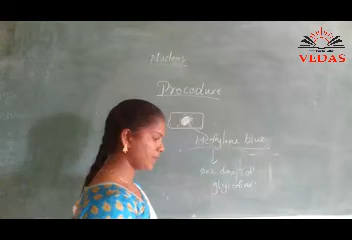 VEDAS
Nucleus
Procedure
Methylene blue
one drop of
glycerine